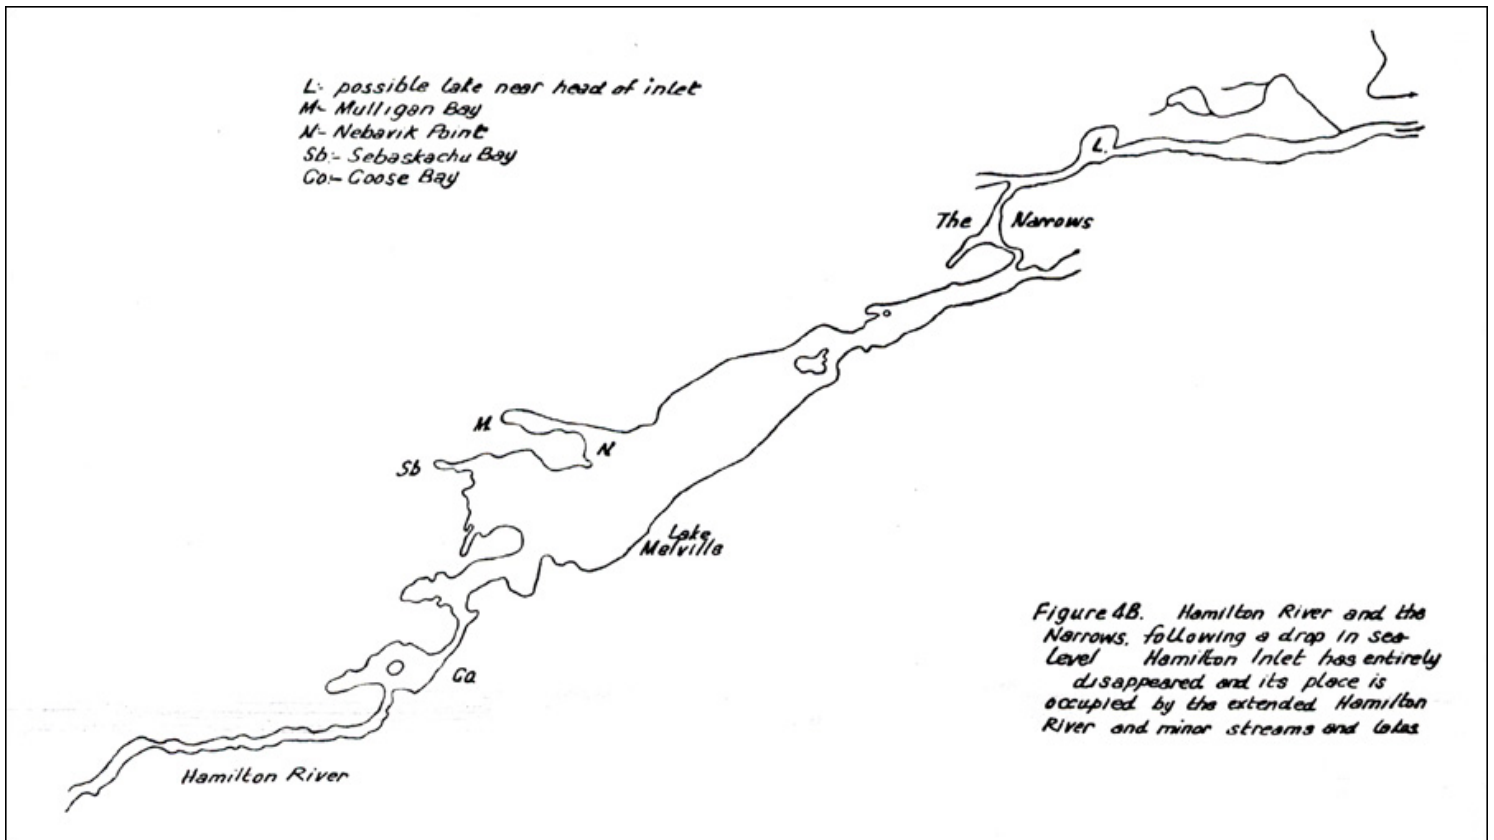 L:- possible lake near head of inlet
M- Mulligan Bay
N- Nebavik Point
Sb:- Sebaskachu Bay
Go:- Goose Bay
L.
The Narrows
M.
N.
Sb
Lake
Melville
Go
Hamilton River
Figure 4B. Hamilton River and the
Narrows, following a drop in sea-
level Hamilton Inlet has entirely
disappeared and its place is
occupied by the extended Hamilton
River and minor streams and lakes